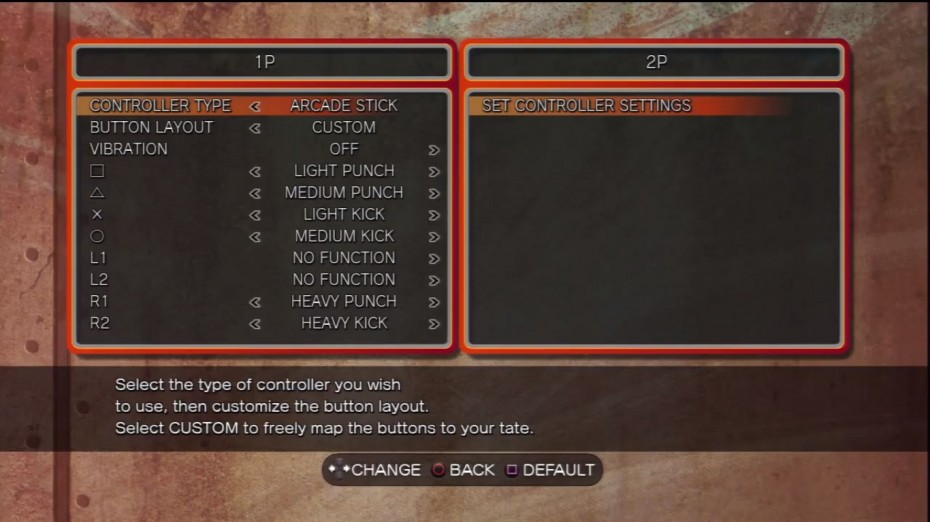 1P
2P
CONTROLLER TYPE ARCADE STICK
SET CONTROLLER SETTINGS
BUTTON LAYOUT CUSTOM
VIBRATION OFF
□ LIGHT PUNCH
△ MEDIUM PUNCH
× LIGHT KICK
○ MEDIUM KICK
L1 NO FUNCTION
L2 NO FUNCTION
R1 HEAVY PUNCH
R2 HEAVY KICK
Select the type of controller you wish
to use, then customize the button layout.
Select CUSTOM to freely map the buttons to your tate.
CHANGE BACK DEFAULT